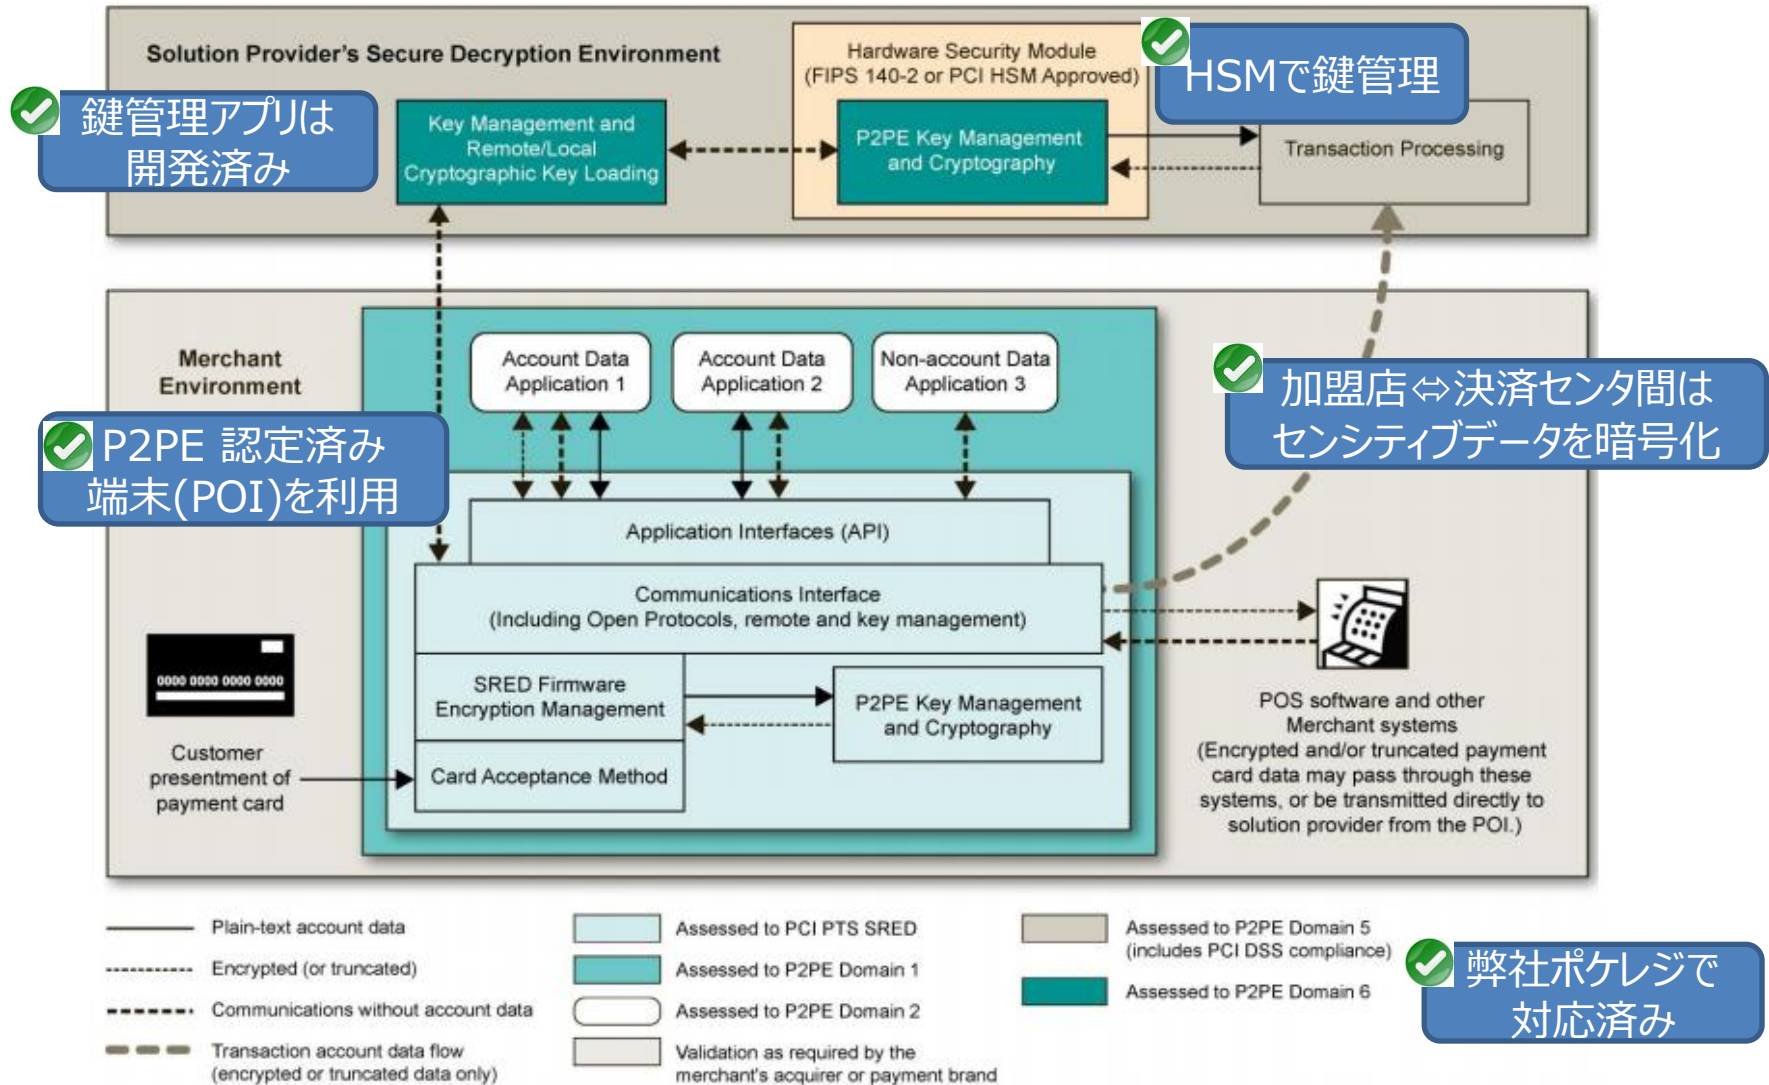 Solution Provider's Secure Decryption Environment
Hardware Security Module
(FIPS 140-2 or PCI HSM Approved)
HSMで鍵管理
鍵管理アプリは
開発済み
Key Management and
Remote/Local
Cryptographic Key Loading
P2PE Key Management
and Cryptography
Transaction Processing
Merchant
Environment
Account Data
Application 1
Account Data
Application 2
Non-account Data
Application 3
加盟店⇔決済センタ間は
センシティブデータを暗号化
P2PE 認定済み
端末(POI)を利用
Application Interfaces (API)
Communications Interface
(Including Open Protocols, remote and key management)
0000 0000 0000 0000
SRED Firmware
Encryption Management
P2PE Key Management
and Cryptography
Customer
presentment of
payment card
Card Acceptance Method
POS software and other
Merchant systems
(Encrypted and/or truncated payment
card data may pass through these
systems, or be transmitted directly to
solution provider from the POI.)
Plain-text account data
Encrypted (or truncated)
Communications without account data
Transaction account data flow
(encrypted or truncated data only)
Assessed to PCI PTS SRED
Assessed to P2PE Domain 1
Assessed to P2PE Domain 2
Validation as required by the
merchant's acquirer or payment brand
Assessed to P2PE Domain 5
(includes PCI DSS compliance)
Assessed to P2PE Domain 6
弊社ポケレジで
対応済み